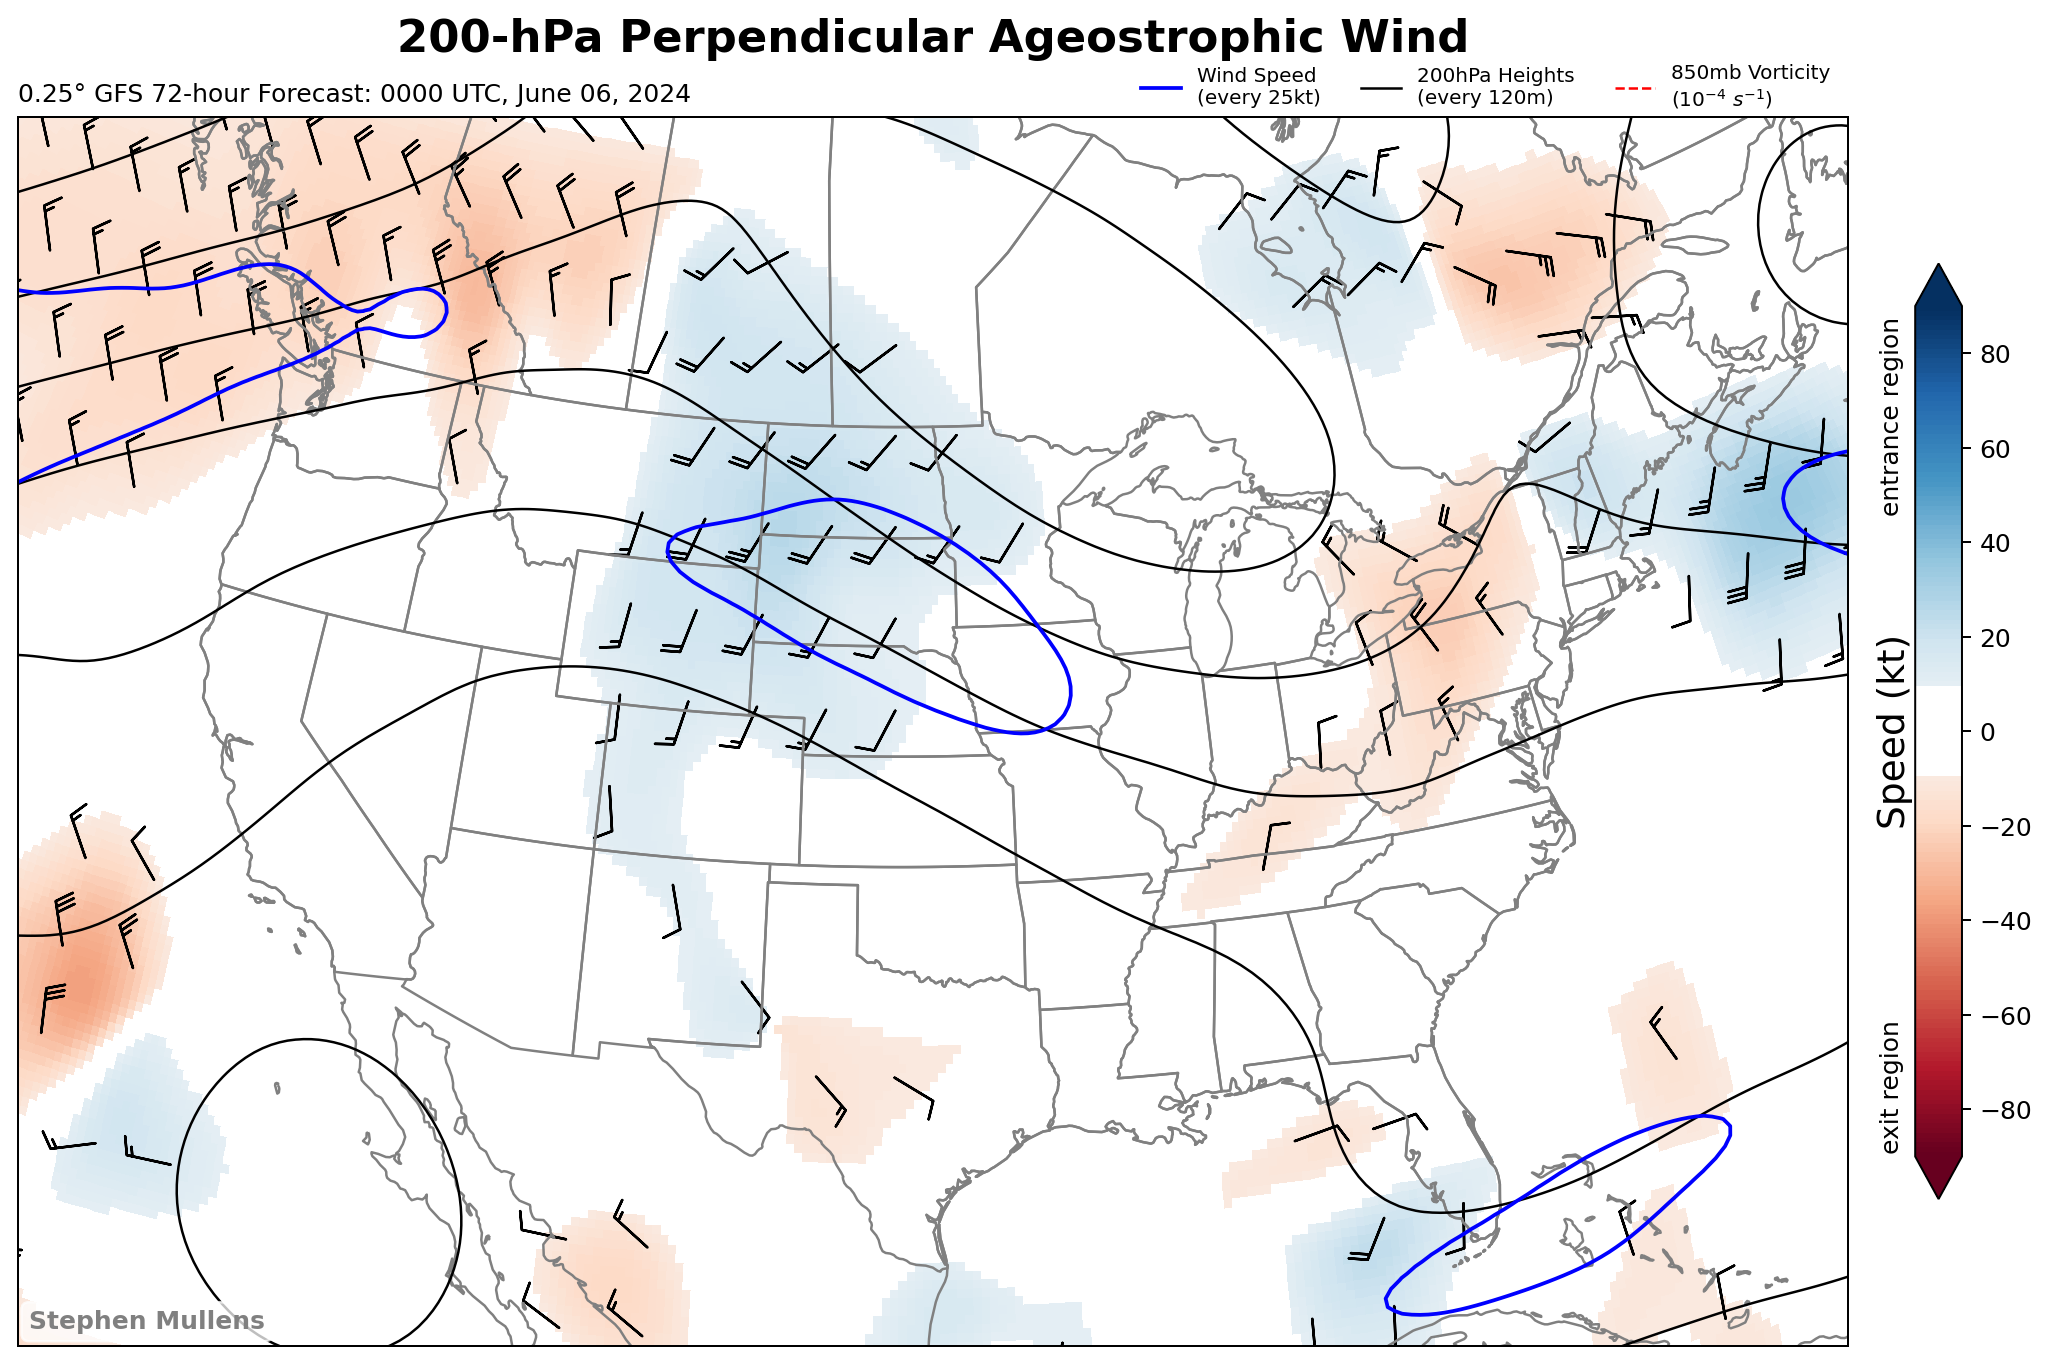 200-hPa Perpendicular Ageostrophic Wind
0.25° GFS 72-hour Forecast: 0000 UTC, June 06, 2024
Wind Speed
(every 25kt)
200hPa Heights
(every 120m)
850mb Vorticity
(10⁻⁴ s⁻¹)
entrance region
Speed (kt)
exit region
80
60
40
20
0
−20
−40
−60
−80
Stephen Mullens